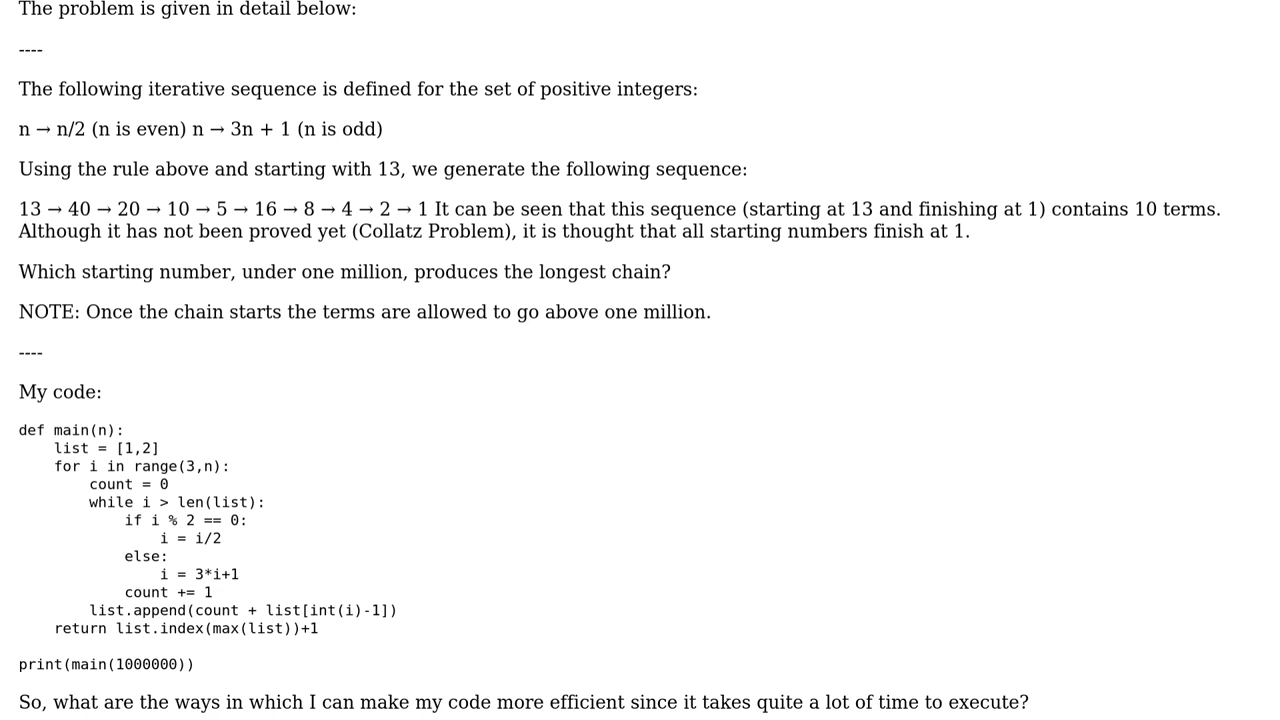 The problem is given in detail below:
----
The following iterative sequence is defined for the set of positive integers:
n → n/2 (n is even) n → 3n + 1 (n is odd)
Using the rule above and starting with 13, we generate the following sequence:
13 → 40 → 20 → 10 → 5 → 16 → 8 → 4 → 2 → 1 It can be seen that this sequence (starting at 13 and finishing at 1) contains 10 terms.
Although it has not been proved yet (Collatz Problem), it is thought that all starting numbers finish at 1.
Which starting number, under one million, produces the longest chain?
NOTE: Once the chain starts the terms are allowed to go above one million.
----
My code:
def main(n):
    list = [1,2]
    for i in range(3,n):
        count = 0
        while i > len(list):
            if i % 2 == 0:
                i = i/2
            else:
                i = 3*i+1
            count += 1
        list.append(count + list[int(i)-1])
    return list.index(max(list))+1
print(main(1000000))
So, what are the ways in which I can make my code more efficient since it takes quite a lot of time to execute?